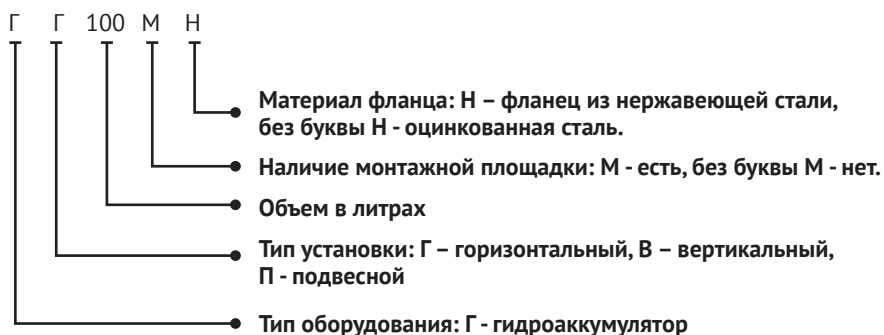 Г Г 100 М Н
Материал фланца: Н – фланец из нержавеющей стали,
без буквы Н - оцинкованная сталь.
Наличие монтажной площадки: М - есть, без буквы М - нет.
Объем в литрах
Тип установки: Г – горизонтальный, В – вертикальный,
П - подвесной
Тип оборудования: Г - гидроаккумулятор